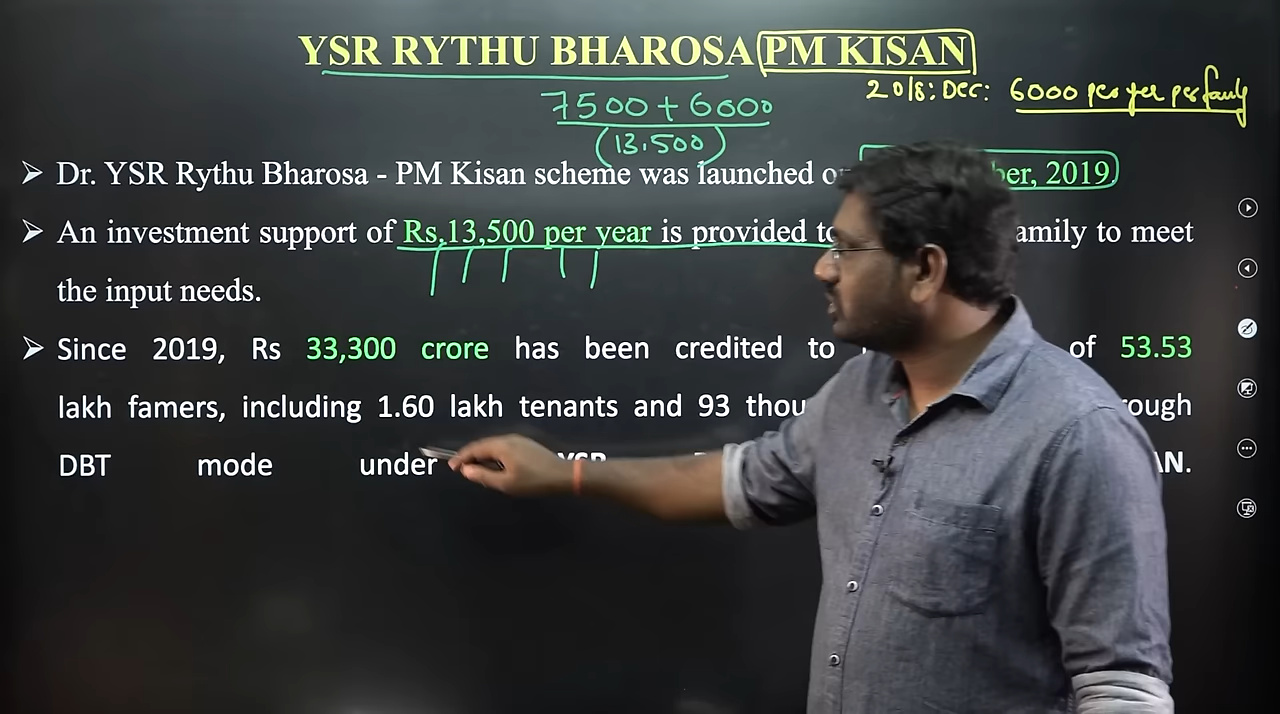 YSR RYTHU BHAROSA PM KISAN
2018: Dec: 6000 per yer per family
7500 + 6000
(13.500)
➢ Dr. YSR Rythu Bharosa - PM Kisan scheme was launched ber, 2019
➢ An investment support of Rs.13,500 per year is provided to amily to meet
the input needs.
➢ Since 2019, Rs 33,300 crore has been credited to of 53.53
lakh famers, including 1.60 lakh tenants and 93 thou rough
DBT mode under YSR AN.